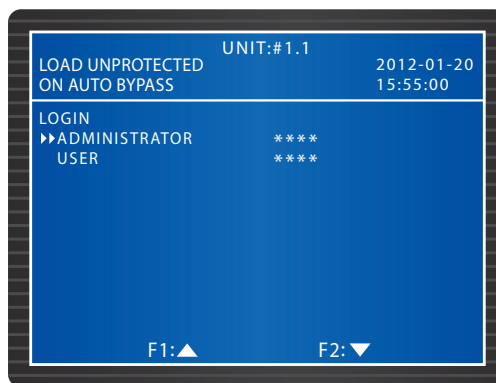 UNIT:#1.1
LOAD UNPROTECTED 2012-01-20
ON AUTO BYPASS 15:55:00
LOGIN
▸▸ADMINISTRATOR ****
USER ****
F1:▲ F2:▼